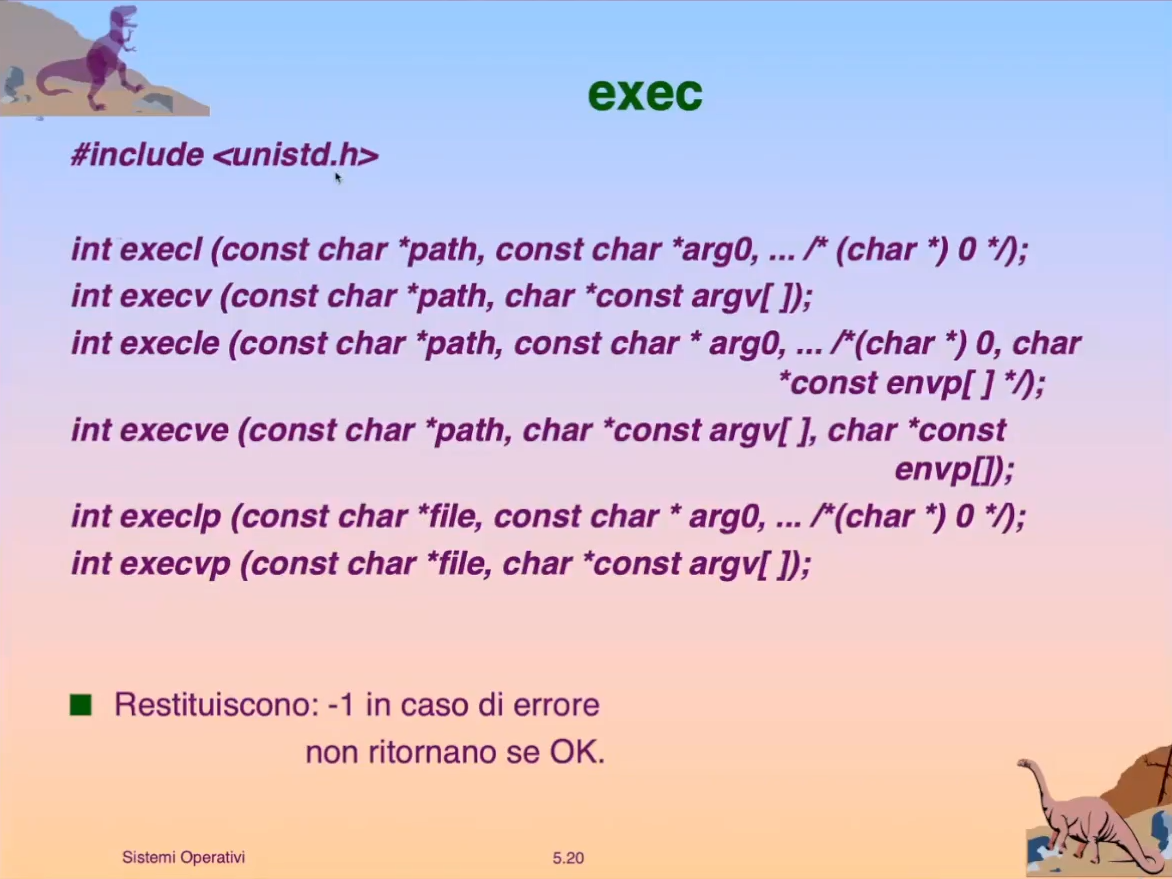 exec
#include <unistd.h>
int execl (const char *path, const char *arg0, ... /* (char *) 0 */);
int execv (const char *path, char *const argv[ ]);
int execle (const char *path, const char * arg0, ... /*(char *) 0, char
*const envp[ ] */);
int execve (const char *path, char *const argv[ ], char *const
envp[]);
int execlp (const char *file, const char * arg0, ... /*(char *) 0 */);
int execvp (const char *file, char *const argv[ ]);
Restituiscono: -1 in caso di errore
non ritornano se OK.
Sistemi Operativi
5.20